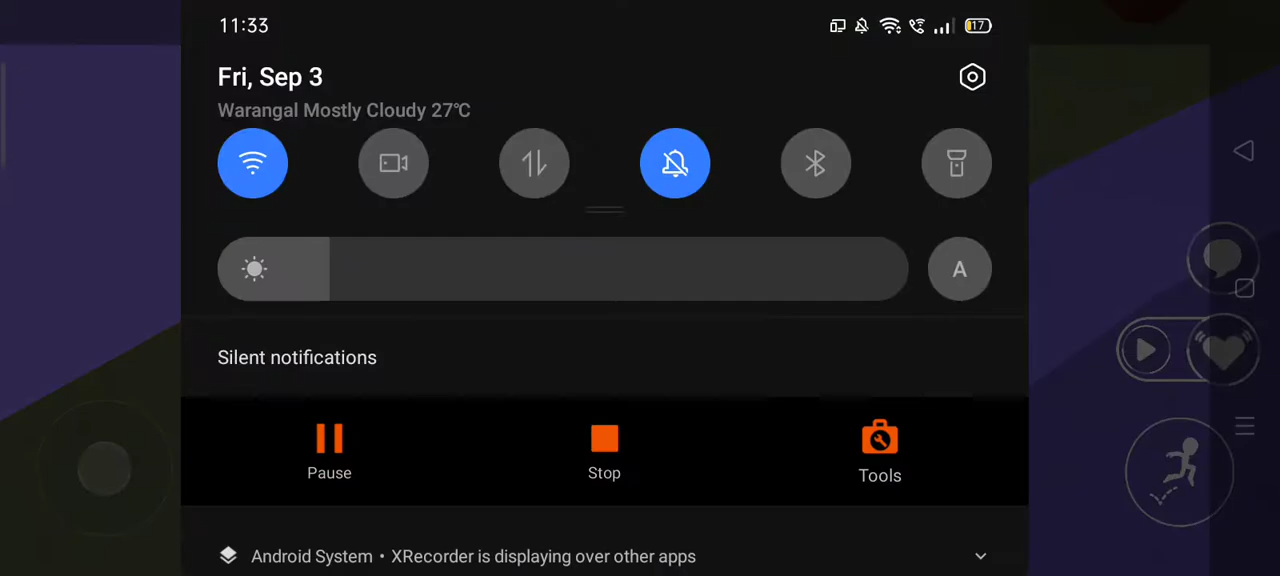 11:33
17
Fri, Sep 3
Warangal Mostly Cloudy 27℃
A
Silent notifications
Pause
Stop
Tools
Android System • XRecorder is displaying over other apps